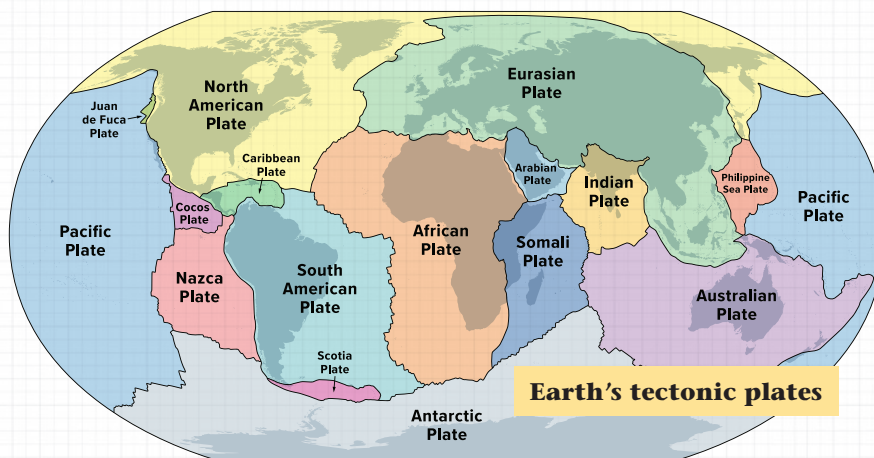 North
American
Plate
Eurasian
Plate
Juan
de Fuca
Plate
Caribbean
Plate
Arabian
Plate
Indian
Plate
Philippine
Sea Plate
Cocos
Plate
Pacific
Plate
Pacific
Plate
African
Plate
Somali
Plate
Nazca
Plate
South
American
Plate
Australian
Plate
Scotia
Plate
Earth’s tectonic plates
Antarctic
Plate